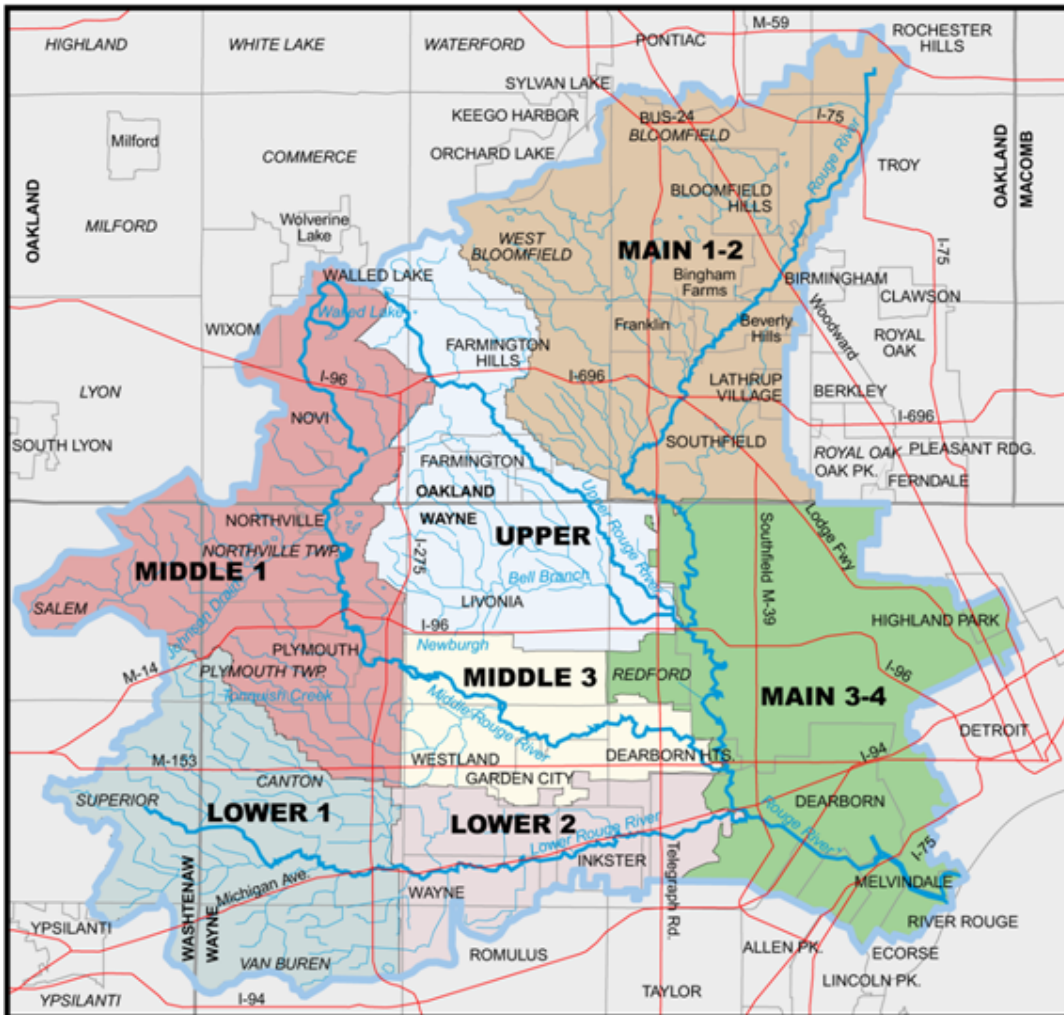 M-59
HIGHLAND
WHITE LAKE
WATERFORD
PONTIAC
ROCHESTER
HILLS
SYLVAN LAKE
KEEGO HARBOR
BUS-24
BLOOMFIELD
I-75
Milford
ORCHARD LAKE
COMMERCE
Rouge River
TROY
OAKLAND
OAKLAND
MACOMB
BLOOMFIELD
HILLS
MILFORD
Wolverine
Lake
WEST
BLOOMFIELD
MAIN 1-2
I-75
WALLED LAKE
Bingham
Farms
BIRMINGHAM
CLAWSON
Walled Lake
WIXOM
Franklin
Beverly
Hills
Woodward
ROYAL
OAK
FARMINGTON
HILLS
I-96
I-696
LATHRUP
VILLAGE
BERKLEY
LYON
NOVI
I-696
SOUTH LYON
SOUTHFIELD
ROYAL OAK
PLEASANT RDG.
FARMINGTON
OAK PK.
FERNDALE
OAKLAND
WAYNE
Upper Rouge River
Lodge Fwy
NORTHVILLE
UPPER
Southfield M-39
NORTHVILLE TWP.
I-275
MIDDLE 1
Bell Branch
SALEM
Johnson Drain
LIVONIA
HIGHLAND PARK
I-96
Newburgh
PLYMOUTH
M-14
PLYMOUTH TWP.
MIDDLE 3
REDFORD
I-96
Tonquish Creek
MAIN 3-4
Middle Rouge River
DETROIT
M-153
WESTLAND
DEARBORN HTS.
I-94
CANTON
GARDEN CITY
SUPERIOR
DEARBORN
LOWER 1
LOWER 2
Lower Rouge River
Rouge River
I-75
INKSTER
Telegraph Rd.
WASHTENAW
WAYNE
Michigan Ave.
WAYNE
MELVINDALE
YPSILANTI
RIVER ROUGE
ROMULUS
ALLEN PK.
ECORSE
VAN BUREN
LINCOLN PK.
YPSILANTI
I-94
TAYLOR